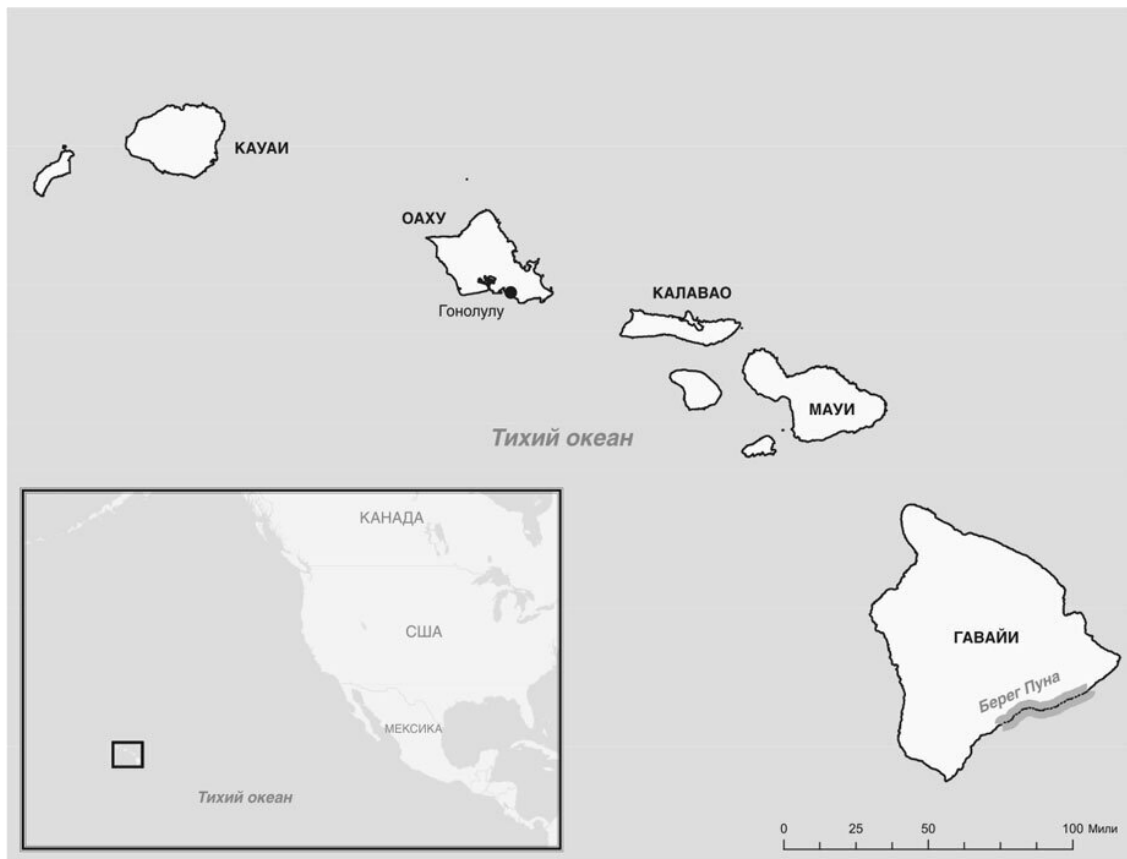 КАУАИ
ОАХУ
Гонолулу
КАЛАВАО
МАУИ
Тихий океан
ГАВАЙИ
Берег Пуна
КАНАДА
США
МЕКСИКА
Тихий океан
0 25 50 100 Мили